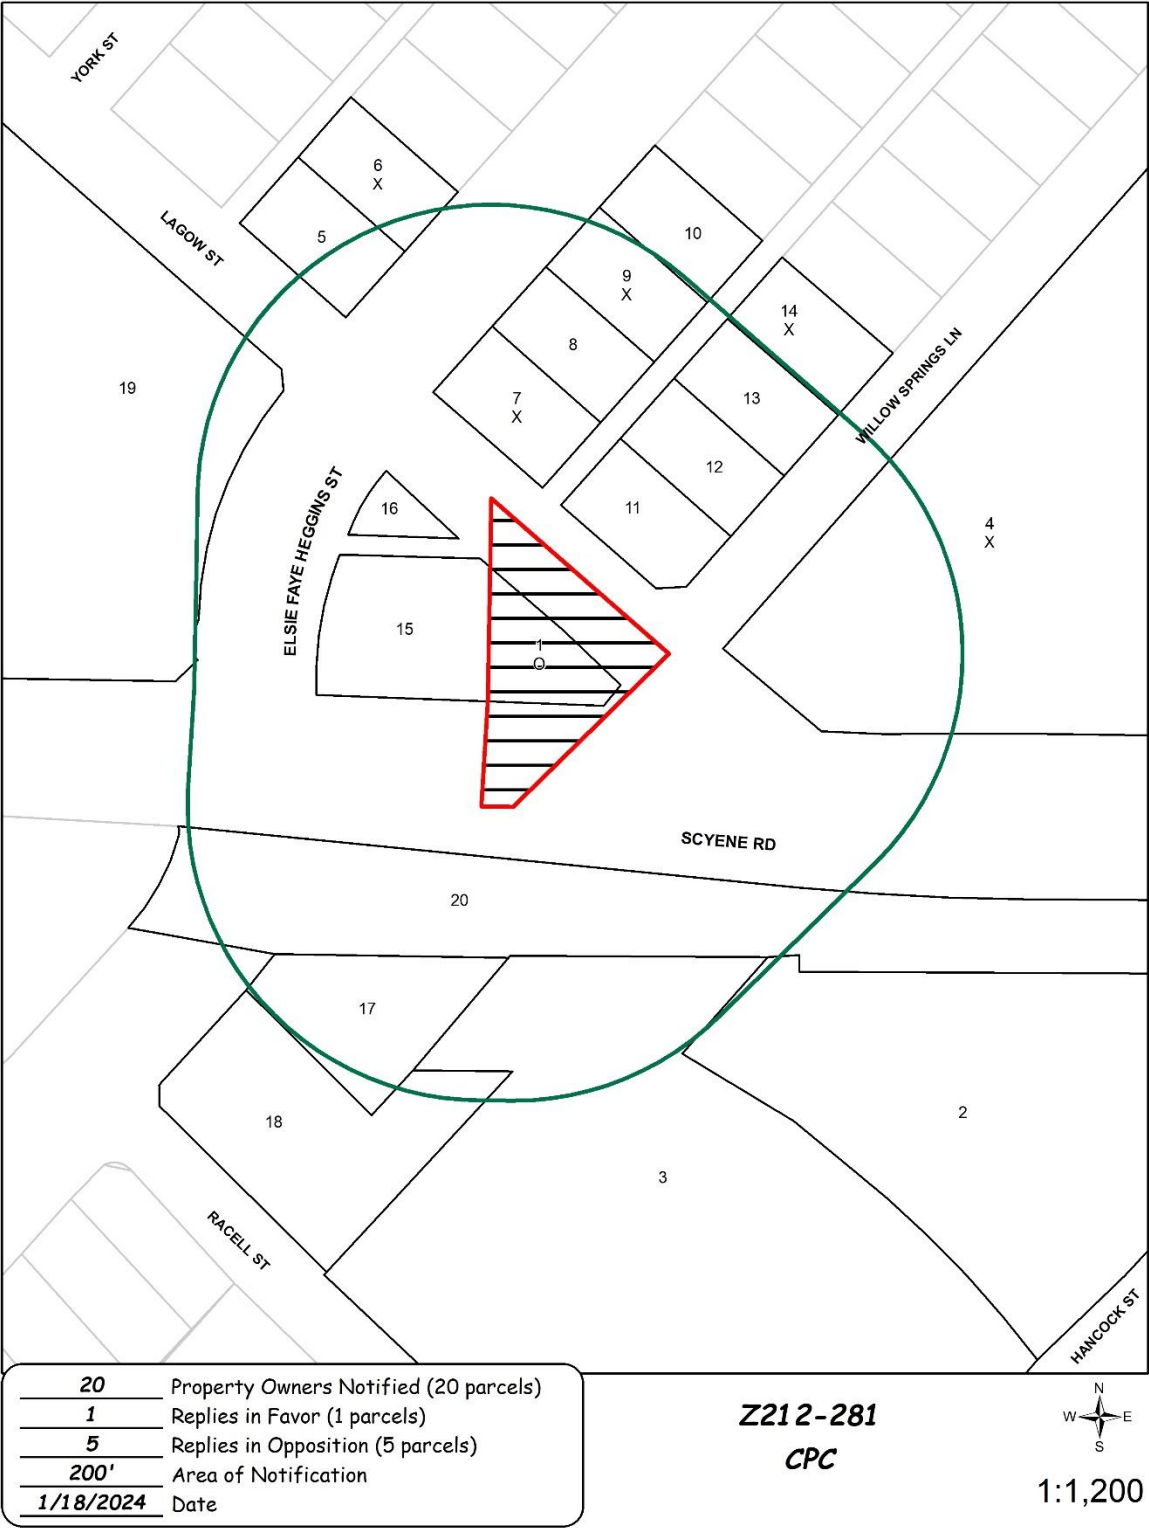 YORK ST
6
X
LAGOW ST
5
10
9
X
14
X
8
WILLOW SPRINGS LN
19
13
7
X
12
16
11
4
X
ELSIE FAYE HEGGINS ST
15
1
O
SCYENE RD
20
17
18
2
3
RACELL ST
HANCOCK ST
20 Property Owners Notified (20 parcels)
1 Replies in Favor (1 parcels)
5 Replies in Opposition (5 parcels)
200' Area of Notification
1/18/2024 Date
Z212-281
CPC
N
W E
S
1:1,200